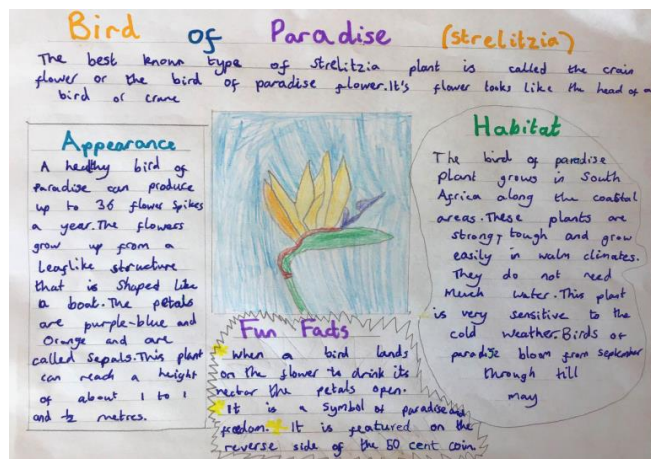 Bird of Paradise (Strelitzia)
The best known type of Strelitzia plant is called the crain
flower or the bird of paradise flower. It's flower looks like the head of a
bird or crane
Appearance
A healthy bird of
Paradise can produce
up to 36 flower spikes
a year. The flowers
grow up from a
Leaflike structure
that is shaped like
a boat. The petals
are purple-blue and
Orange and are
called sepals. This plant
can reach a height
of about 1 to 1
and ½ metres.
Fun Facts
When a bird lands
on the flower to drink its
nectar the petals open.
It is a symbol of paradise and
freedom. It is featured on the
reverse side of the 50 cent coin.
Habitat
The bird of paradise
plant grows in South
Africa along the coastal
areas. These plants are
strong, tough and grow
easily in walm climates.
They do not need
Much water. This plant
is very sensitive to the
cold weather. Birds of
paradise bloom from September
through till
may